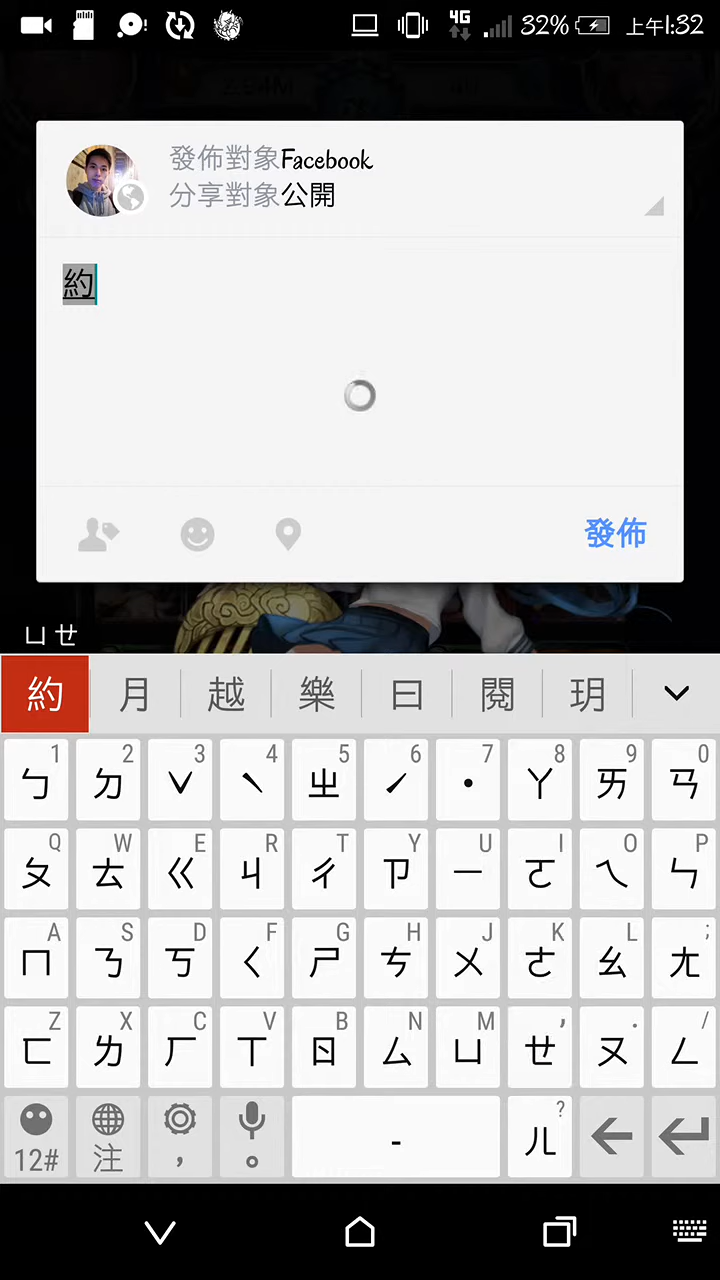 4G 32% 上午1:32
發佈對象Facebook
分享對象公開
約
發佈
ㄩㄝ
約 月 越 樂 曰 閱 玥
1 2 3 4 5 6 7 8 9 0
ㄅ ㄉ ˇ ˋ ㄓ ˊ ˙ ㄚ ㄞ ㄢ
Q W E R T Y U I O P
ㄆ ㄊ ㄍ ㄐ ㄔ ㄗ ㄧ ㄛ ㄟ ㄣ
A S D F G H J K L ;
ㄇ ㄋ ㄎ ㄑ ㄕ ㄘ ㄨ ㄜ ㄠ ㄤ
Z X C V B N M , . /
ㄈ ㄌ ㄏ ㄒ ㄖ ㄙ ㄩ ㄝ ㄡ ㄥ
?
12# 注 , 。 - ㄦ